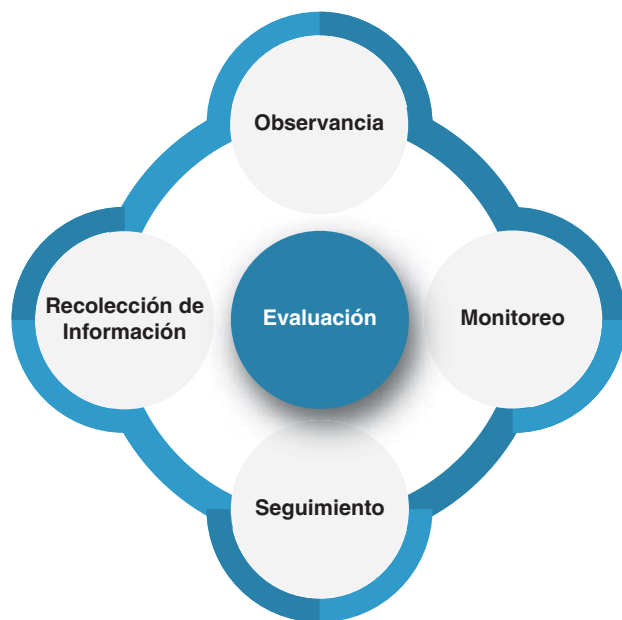 Observancia
Recolección de
Información
Evaluación
Monitoreo
Seguimiento